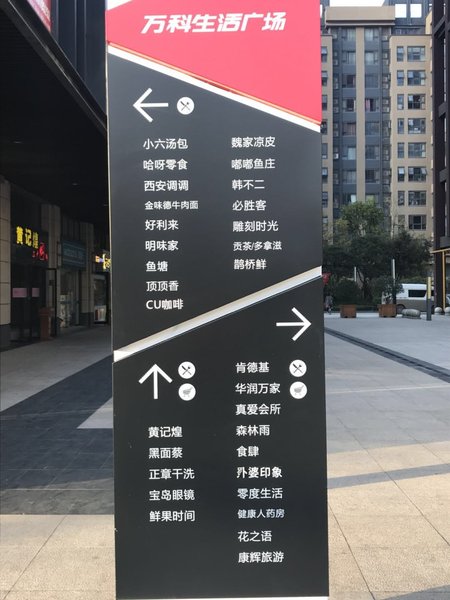 万科生活广场
小六汤包
哈呀零食
西安调调
金味德牛肉面
好利来
明味家
鱼塘
顶顶香
CU咖啡
魏家凉皮
嘟嘟鱼庄
韩不二
必胜客
雕刻时光
贡茶/多拿滋
鹊桥鲜
黄记煌
黑面蔡
正章干洗
宝岛眼镜
鲜果时间
肯德基
华润万家
真爱会所
森林雨
食肆
外婆印象
零度生活
健康人药房
花之语
康辉旅游
黄记煌